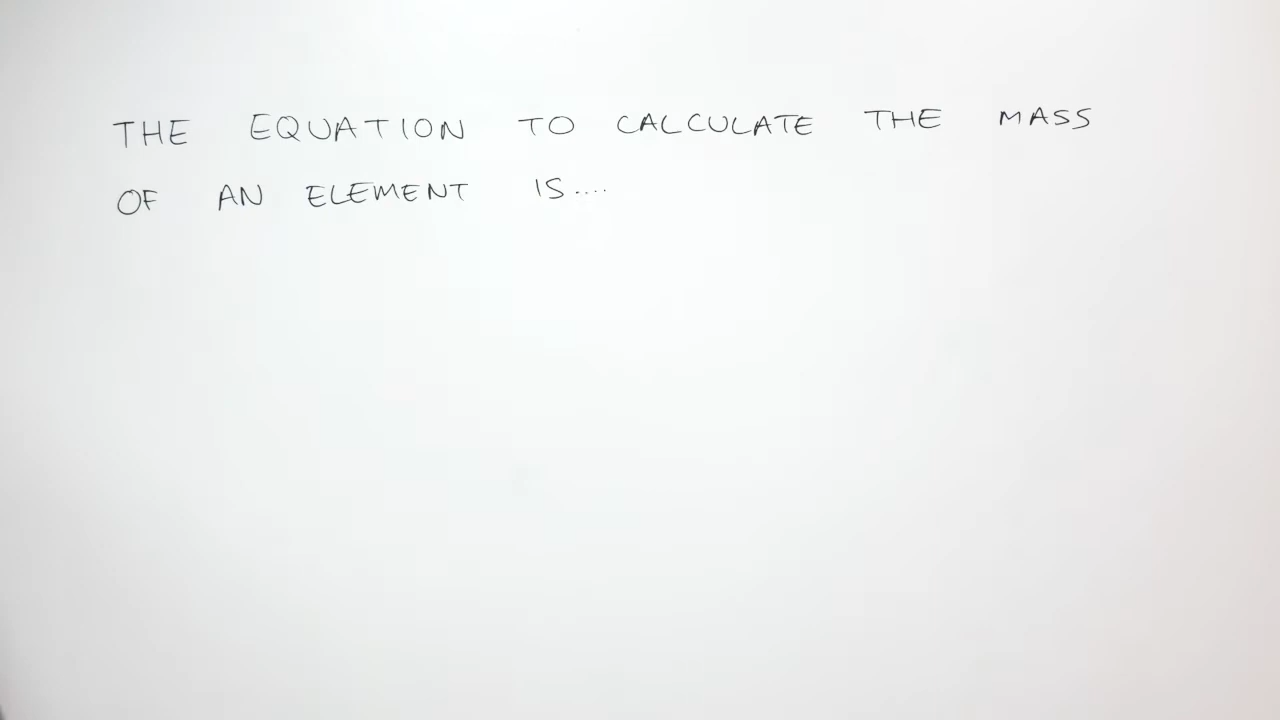 THE EQUATION TO CALCULATE THE MASS
OF AN ELEMENT IS....